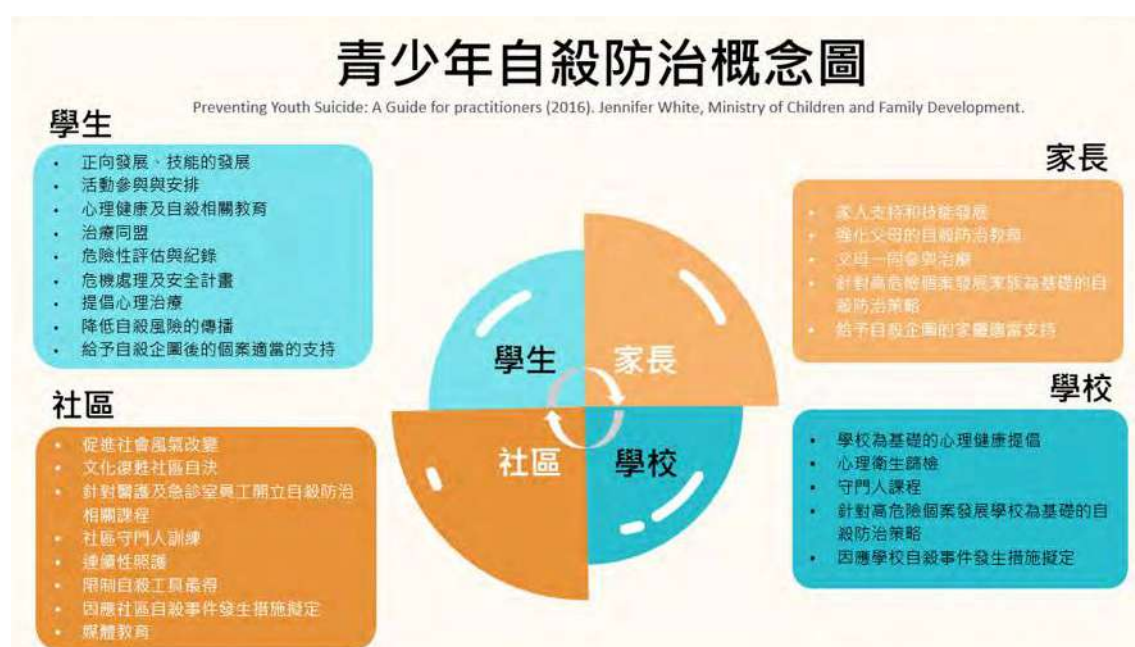 青少年自殺防治概念圖
Preventing Youth Suicide: A Guide for practitioners (2016). Jennifer White, Ministry of Children and Family Development.
學生
• 正向發展、技能的發展
• 活動參與與安排
• 心理健康及自殺相關教育
• 治療同盟
• 危險性評估與紀錄
• 危機處理及安全計畫
• 提倡心理治療
• 降低自殺風險的傳播
• 給予自殺企圖後的個案適當的支持
家長
• 家人支持和技能發展
• 強化父母的自殺防治教育
• 父母一同參與治療
• 針對高危險個案發展家族為基礎的自
殺防治策略
• 給予自殺企圖的家屬適當支持
學生
家長
社區
學校
社區
• 促進社會風氣改變
• 文化復甦社區自決
• 針對醫護及急診室員工開立自殺防治
相關課程
• 社區守門人訓練
• 連續性照護
• 限制自殺工具取得
• 因應社區自殺事件發生措施擬定
• 媒體教育
學校
• 學校為基礎的心理健康提倡
• 心理衛生篩檢
• 守門人課程
• 針對高危險個案發展學校為基礎的自
殺防治策略
• 因應學校自殺事件發生措施擬定